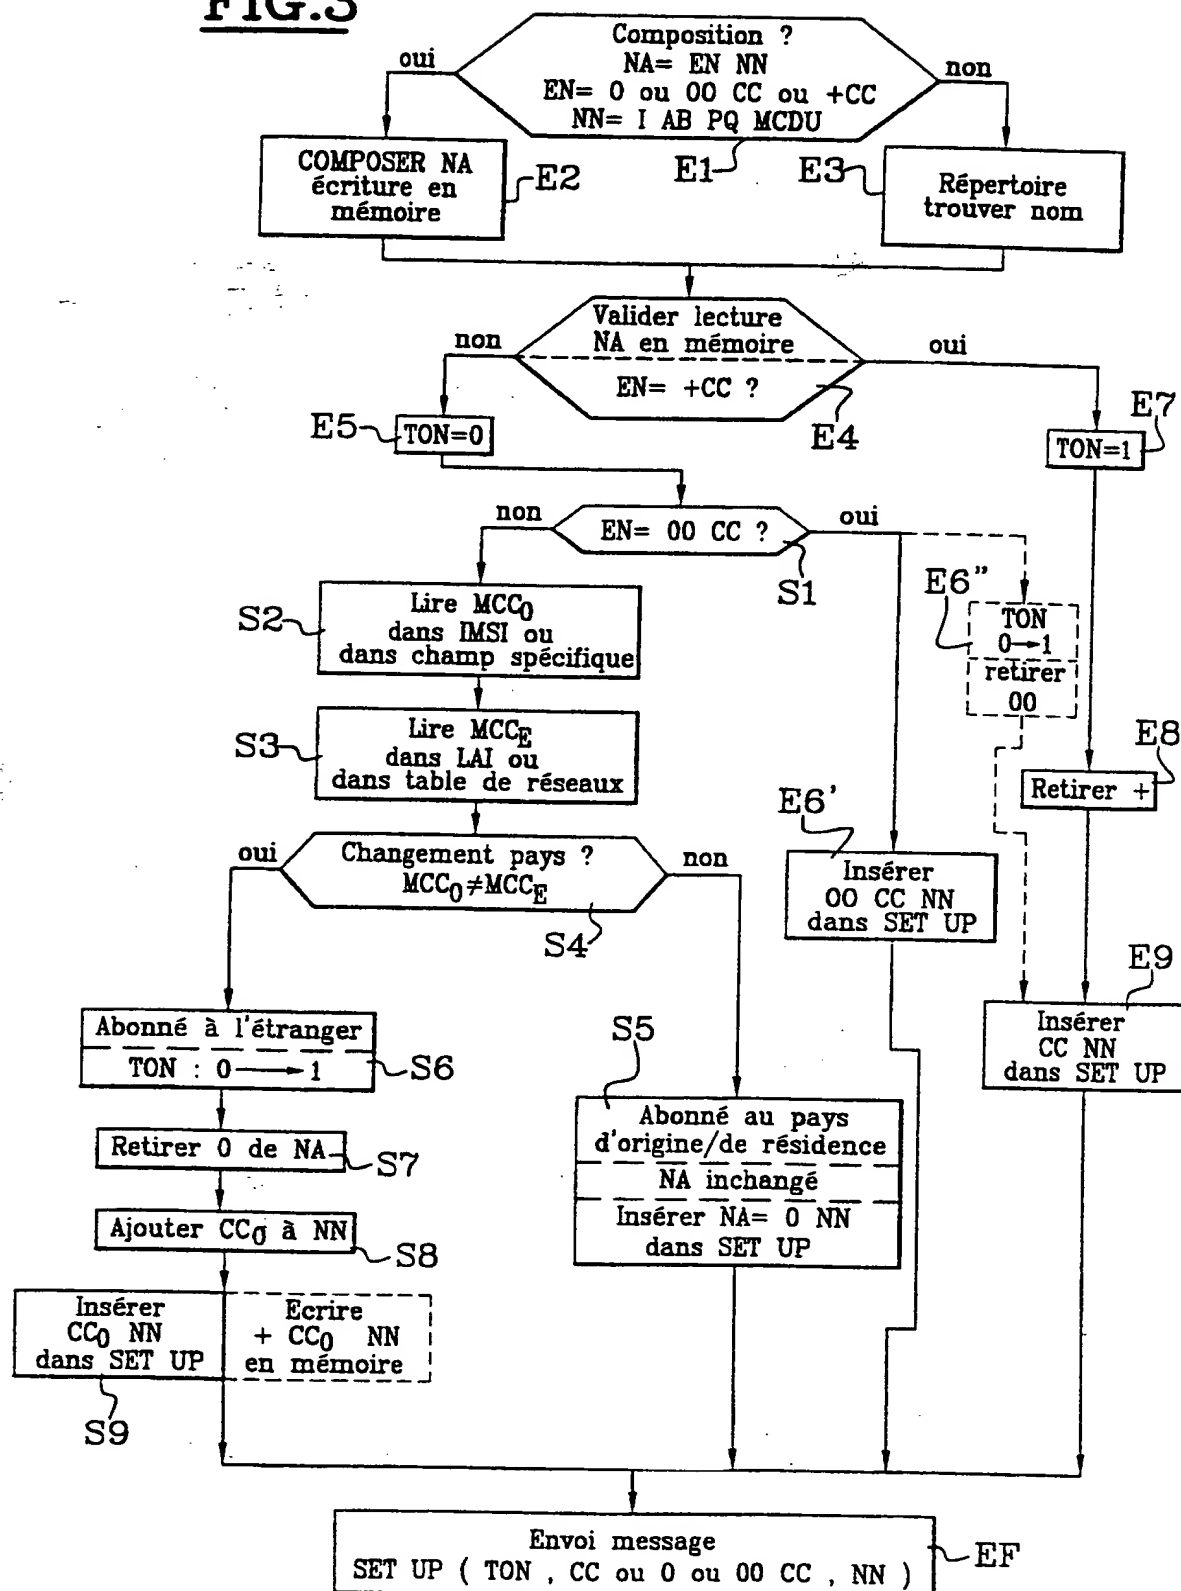 FIG.3
Composition ?
NA= EN NN
EN= 0 ou 00 CC ou +CC
NN= I AB PQ MCDU
oui
non
E1
COMPOSER NA
écriture en
mémoire
E2
E3
Répertoire
trouver nom
Valider lecture
NA en mémoire
EN= +CC ?
non
oui
E4
E5
TON=0
E7
TON=1
EN= 00 CC ?
non
oui
S1
S2
Lire MCC0
dans IMSI ou
dans champ spécifique
E6"
TON
0→1
retirer
00
S3
Lire MCCE
dans LAI ou
dans table de réseaux
E8
Retirer +
E6'
Insérer
00 CC NN
dans SET UP
oui
Changement pays ?
MCC0≠MCCE
non
S4
E9
Insérer
CC NN
dans SET UP
Abonné à l'étranger
TON : 0→1
S6
S5
Abonné au pays
d'origine/de résidence
NA inchangé
Insérer NA= 0 NN
dans SET UP
Retirer 0 de NA
S7
Ajouter CC0 à NN
S8
Insérer
CC0 NN
dans SET UP
Ecrire
+ CC0 NN
en mémoire
S9
Envoi message
SET UP ( TON , CC ou 0 ou 00 CC , NN )
EF